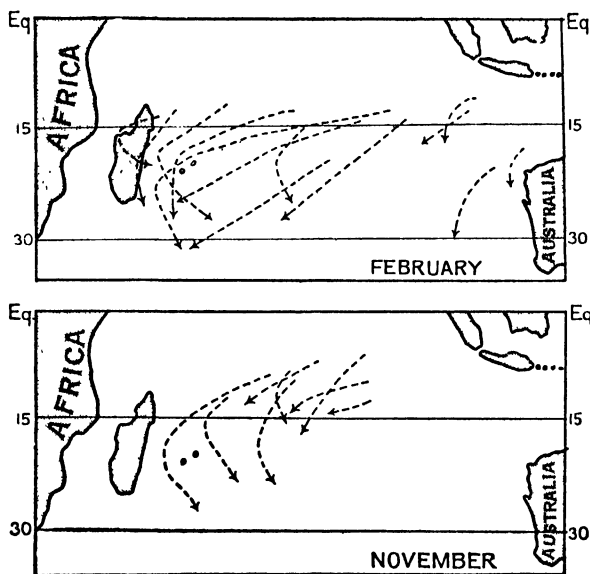 Eq Eq
AFRICA
15 15
AUSTRALIA
30 30
FEBRUARY
Eq Eq
AFRICA
15 15
AUSTRALIA
30 30
NOVEMBER